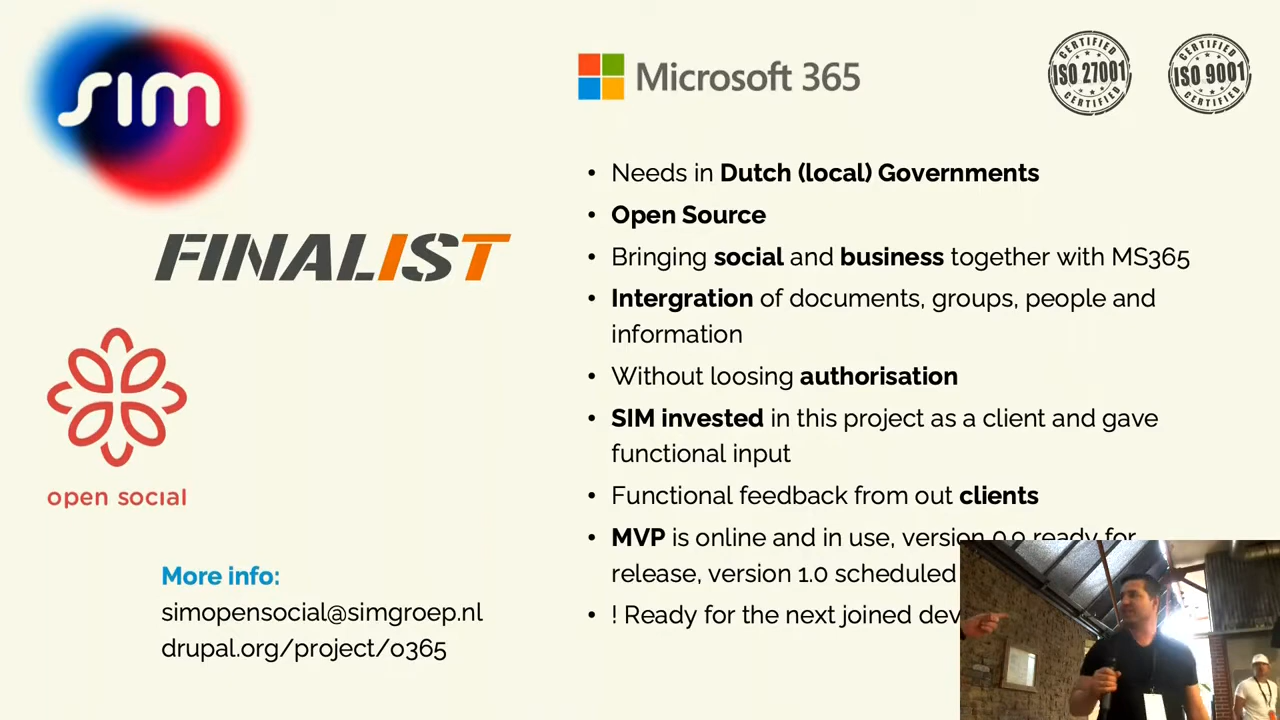 SIM
Microsoft 365
CERTIFIED
ISO 27001
CERTIFIED
CERTIFIED
ISO 9001
CERTIFIED
FINALIST
open social
• Needs in Dutch (local) Governments
• Open Source
• Bringing social and business together with MS365
• Intergration of documents, groups, people and
information
• Without loosing authorisation
• SIM invested in this project as a client and gave
functional input
• Functional feedback from out clients
• MVP is online and in use, version 0.9 ready for
release, version 1.0 scheduled
• ! Ready for the next joined dev
More info:
simopensocial@simgroep.nl
drupal.org/project/o365